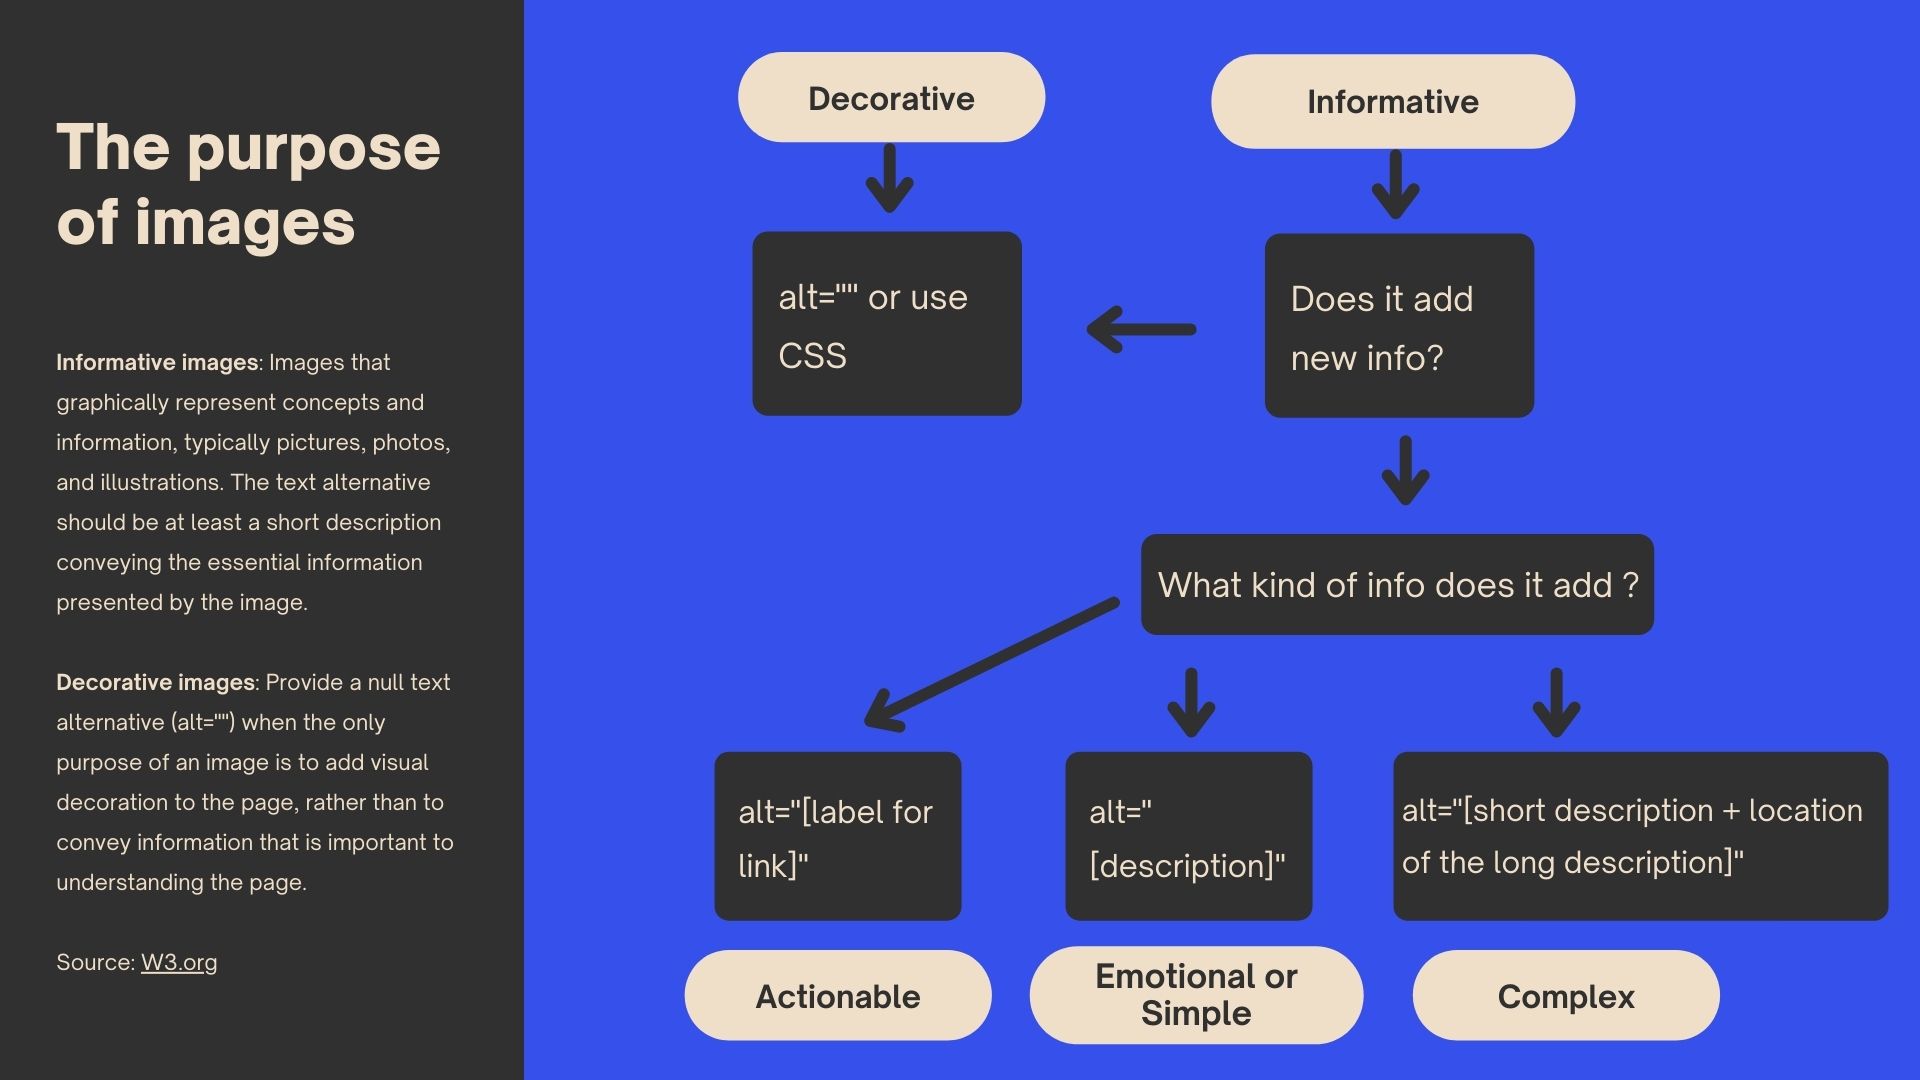 The purpose
of images
Informative images: Images that
graphically represent concepts and
information, typically pictures, photos,
and illustrations. The text alternative
should be at least a short description
conveying the essential information
presented by the image.
Decorative images: Provide a null text
alternative (alt="") when the only
purpose of an image is to add visual
decoration to the page, rather than to
convey information that is important to
understanding the page.
Source: W3.org
Decorative
Informative
alt="" or use
CSS
Does it add
new info?
What kind of info does it add ?
alt="[label for
link]"
alt="
[description]"
alt="[short description + location
of the long description]"
Actionable
Emotional or
Simple
Complex